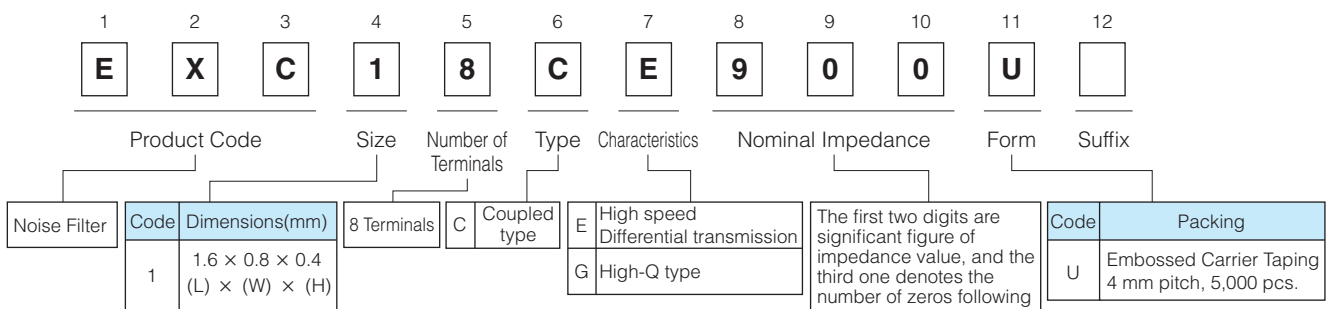 1 2 3 4 5 6 7 8 9 10 11 12
E X C 1 8 C E 9 0 0 U
Product Code Size Number of Terminals Type Characteristics Nominal Impedance Form Suffix
Noise Filter
Code Dimensions(mm)
1 1.6 × 0.8 × 0.4
(L) × (W) × (H)
8 Terminals
C Coupled
type
E High speed
Differential transmission
G High-Q type
The first two digits are
significant figure of
impedance value, and the
third one denotes the
number of zeros following
Code Packing
U Embossed Carrier Taping
4 mm pitch, 5,000 pcs.